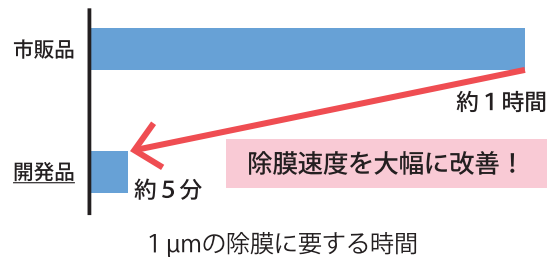 市販品
約1時間
除膜速度を大幅に改善！
開発品
約5分
1 μmの除膜に要する時間